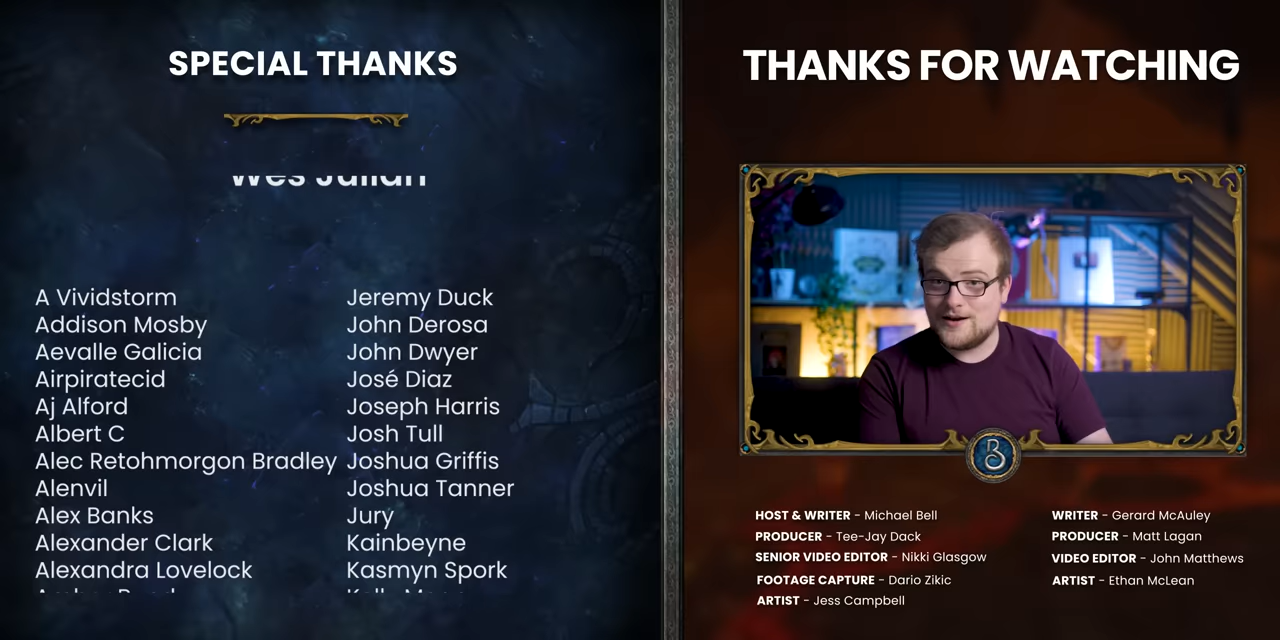 SPECIAL THANKS
Wes Julian
A Vividstorm
Addison Mosby
Aevalle Galicia
Airpiratecid
Aj Alford
Albert C
Alec Retohmorgon Bradley
Alenvil
Alex Banks
Alexander Clark
Alexandra Lovelock
Jeremy Duck
John Derosa
John Dwyer
José Diaz
Joseph Harris
Josh Tull
Joshua Griffis
Joshua Tanner
Jury
Kainbeyne
Kasmyn Spork
THANKS FOR WATCHING
B
HOST & WRITER - Michael Bell
PRODUCER - Tee-Jay Dack
SENIOR VIDEO EDITOR - Nikki Glasgow
FOOTAGE CAPTURE - Dario Zikic
ARTIST - Jess Campbell
WRITER - Gerard McAuley
PRODUCER - Matt Lagan
VIDEO EDITOR - John Matthews
ARTIST - Ethan McLean